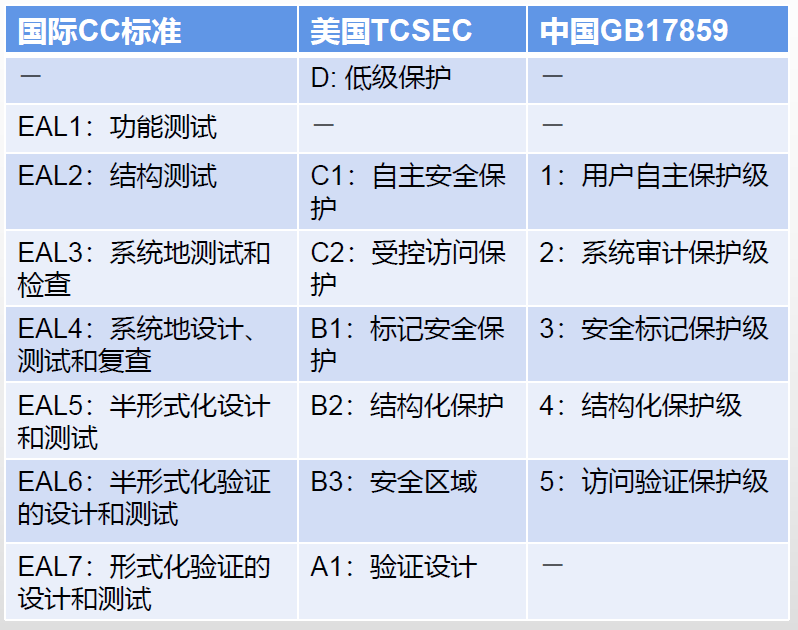 国际CC标准 美国TCSEC 中国GB17859
— D: 低级保护 —
EAL1：功能测试 — —
EAL2：结构测试 C1：自主安全保 1：用户自主保护级
护
EAL3：系统地测试和 C2：受控访问保 2：系统审计保护级
检查 护
EAL4：系统地设计、 B1：标记安全保 3：安全标记保护级
测试和复查 护
EAL5：半形式化设计 B2：结构化保护 4：结构化保护级
和测试
EAL6：半形式化验证 B3：安全区域 5：访问验证保护级
的设计和测试
EAL7：形式化验证的 A1：验证设计 —
设计和测试